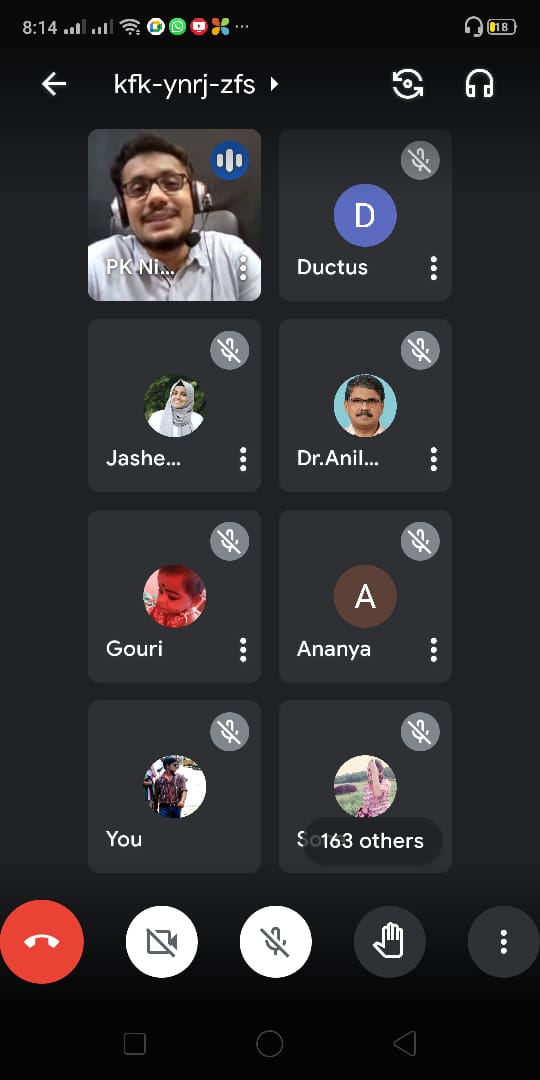 8:14 18
kfk-ynrj-zfs
PK Ni...
D
Ductus
Jashe...
Dr.Anil...
Gouri
A
Ananya
You
163 others